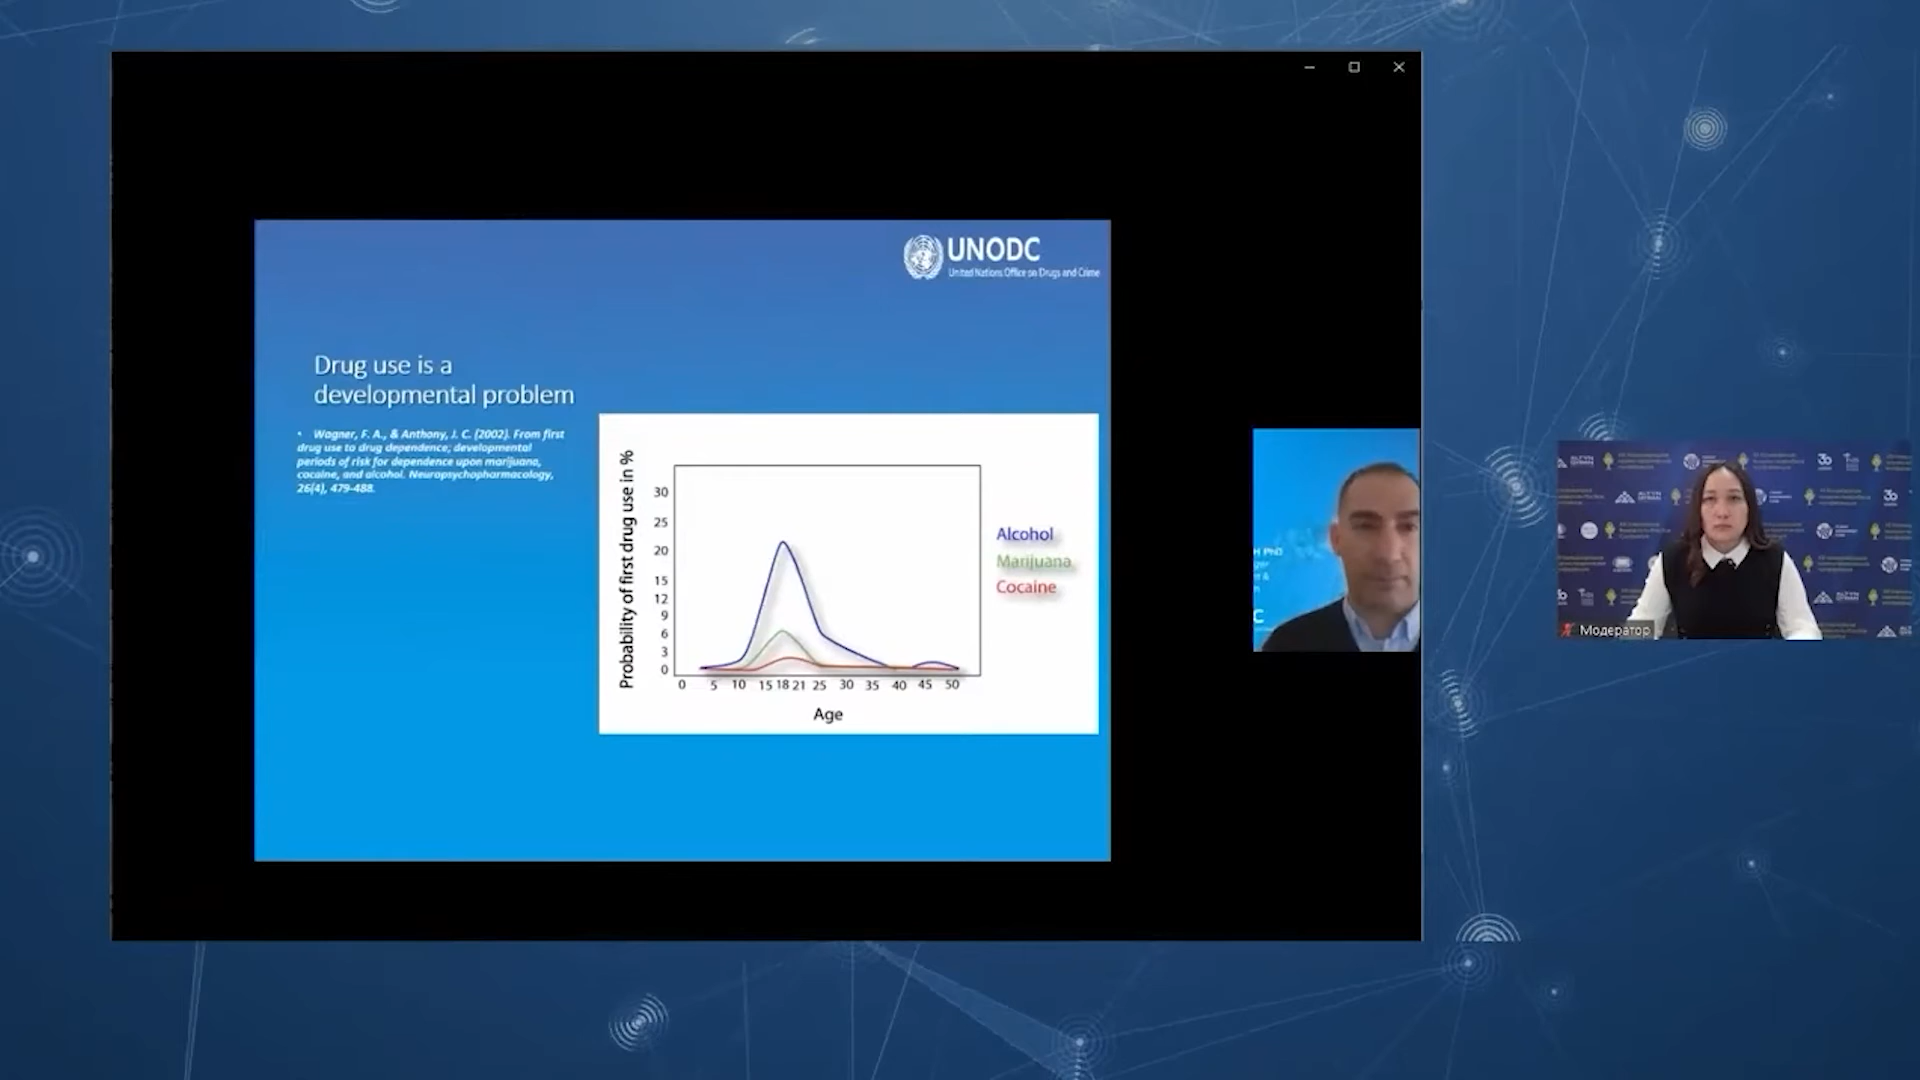 UNODC
United Nations Office on Drugs and Crime
Drug use is a
developmental problem
• Wagner, F. A., & Anthony, J. C. (2002). From first
drug use to drug dependence; developmental
periods of risk for dependence upon marijuana,
cocaine, and alcohol. Neuropsychopharmacology,
26(4), 479-488.
Probability of first drug use in %
30
25
20
15
12
9
6
3
0
0 5 10 15 18 21 25 30 35 40 45 50
Age
Alcohol
Marijuana
Cocaine
H PhD
C
Модератор